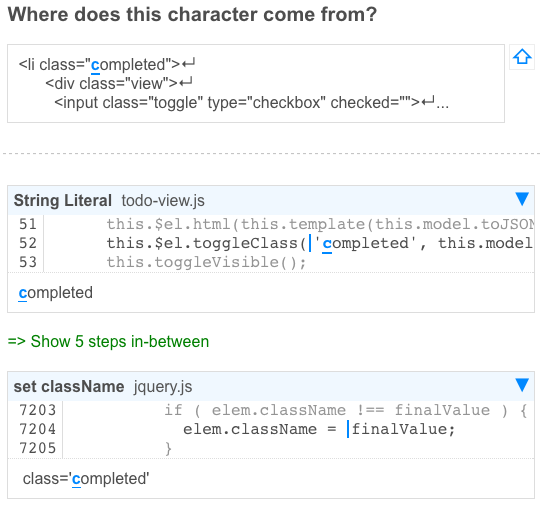 Where does this character come from?
<li class="completed">↵
<div class="view">↵
<input class="toggle" type="checkbox" checked="">↵...
String Literal todo-view.js
51 this.$el.html(this.template(this.model.toJSON
52 this.$el.toggleClass('completed', this.model
53 this.toggleVisible();
completed
=> Show 5 steps in-between
set className jquery.js
7203 if ( elem.className !== finalValue ) {
7204 elem.className = finalValue;
7205 }
class='completed'